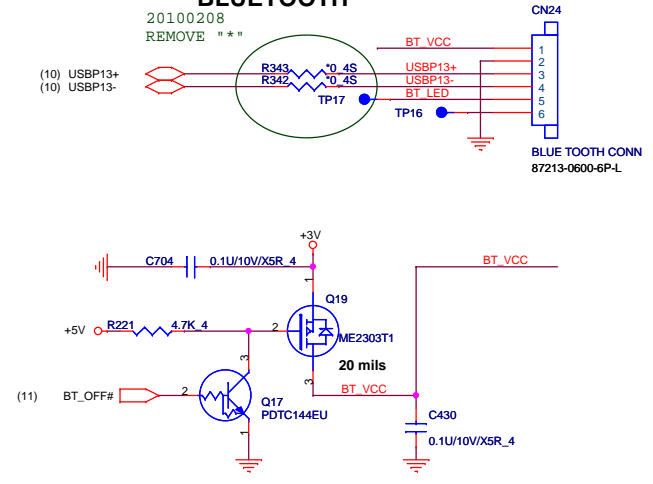 BLUETOOTH
20100208
REMOVE "*"
CN24
BT_VCC
1
2
(10) USBP13+ R343 *0_4S USBP13+ 3
(10) USBP13- R342 *0_4S USBP13- 4
TP17 BT_LED 5
TP16 6
BLUE TOOTH CONN
87213-0600-6P-L
+3V
C704 0.1U/10V/X5R_4
BT_VCC
1
Q19
+5V R221 4.7K_4 2
ME2303T1
20 mils
3
3
BT_VCC
(11) BT_OFF# 2
Q17
PDTC144EU
C430
1
0.1U/10V/X5R_4